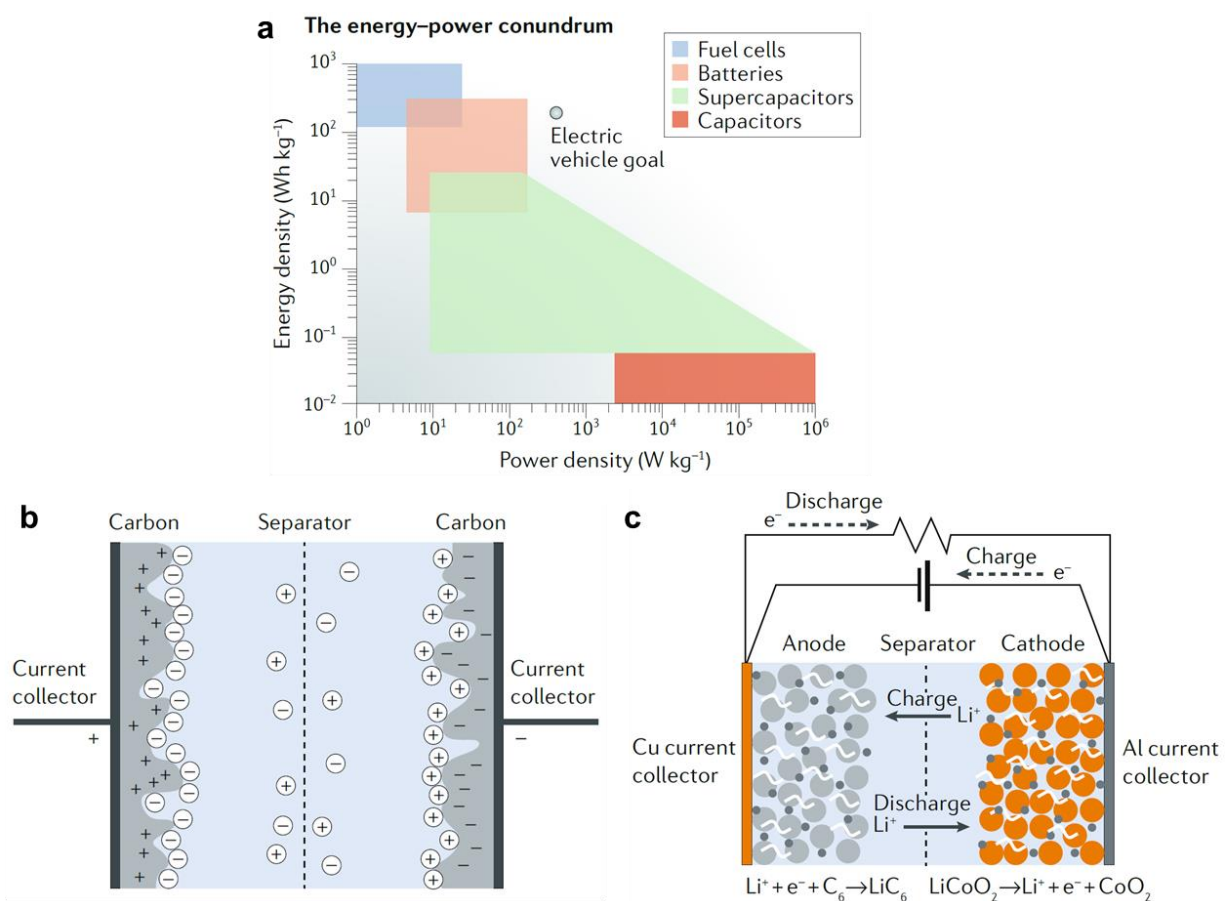 a
The energy–power conundrum
Fuel cells
Batteries
Supercapacitors
Capacitors
Electric
vehicle goal
Energy density (Wh kg⁻¹)
10³
10²
10¹
10⁰
10⁻¹
10⁻²
10⁰ 10¹ 10² 10³ 10⁴ 10⁵ 10⁶
Power density (W kg⁻¹)
b
Carbon Separator Carbon
Current
collector
+
Current
collector
−
c
Discharge
e⁻
Charge
e⁻
Anode Separator Cathode
Charge
Li⁺
Discharge
Li⁺
Cu current
collector
Al current
collector
Li⁺ + e⁻ + C₆→LiC₆ LiCoO₂→Li⁺ + e⁻ + CoO₂